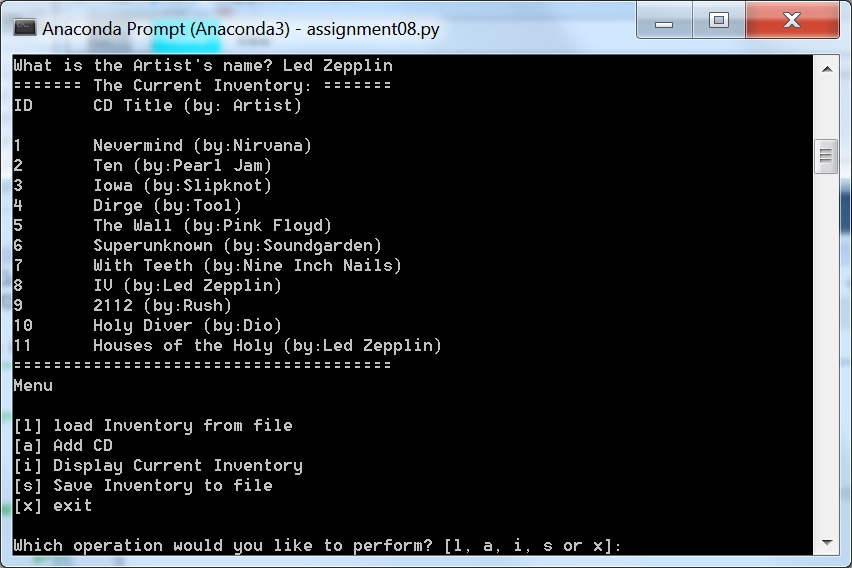 Anaconda Prompt (Anaconda3) - assignment08.py
What is the Artist's name? Led Zepplin
======= The Current Inventory: =======
ID      CD Title (by: Artist)
1       Nevermind (by:Nirvana)
2       Ten (by:Pearl Jam)
3       Iowa (by:Slipknot)
4       Dirge (by:Tool)
5       The Wall (by:Pink Floyd)
6       Superunknown (by:Soundgarden)
7       With Teeth (by:Nine Inch Nails)
8       IV (by:Led Zepplin)
9       2112 (by:Rush)
10      Holy Diver (by:Dio)
11      Houses of the Holy (by:Led Zepplin)
======================================
Menu
[l] load Inventory from file
[a] Add CD
[i] Display Current Inventory
[s] Save Inventory to file
[x] exit
Which operation would you like to perform? [l, a, i, s or x]: